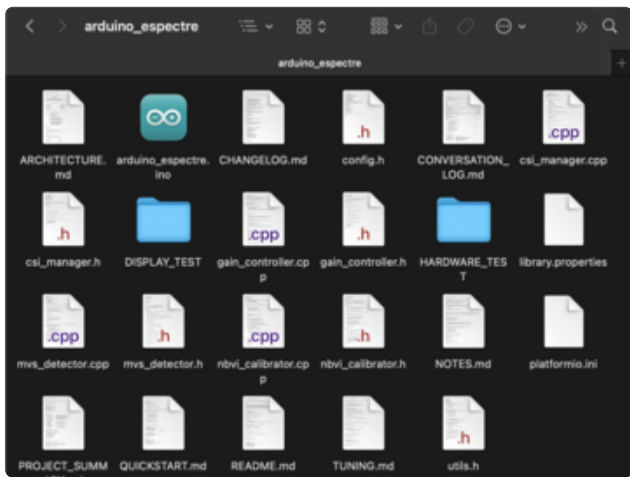 arduino_espectre
arduino_espectre
.h
.cpp
ARCHITECTURE.
md
arduino_espectre.
ino
CHANGELOG.md
config.h
CONVERSATION_
LOG.md
csi_manager.cpp
.h
.cpp
.h
csi_manager.h
DISPLAY_TEST
gain_controller.cp
p
gain_controller.h
HARDWARE_TES
T
library.properties
.cpp
.h
.cpp
.h
mvs_detector.cpp
mvs_detector.h
nbvi_calibrator.cp
p
nbvi_calibrator.h
NOTES.md
platformio.ini
.h
PROJECT_SUMM
QUICKSTART.md
README.md
TUNING.md
utils.h